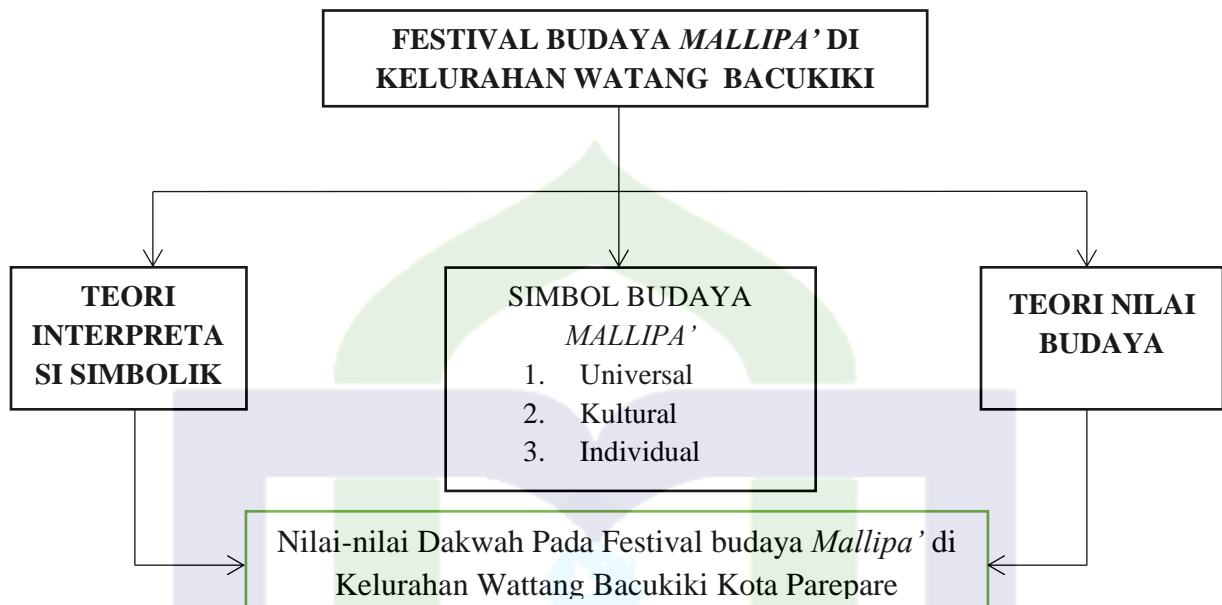 FESTIVAL BUDAYA MALLIPA’ DI
KELURAHAN WATANG BACUKIKI
TEORI
INTERPRETA
SI SIMBOLIK
SIMBOL BUDAYA
MALLIPA’
1. Universal
2. Kultural
3. Individual
TEORI NILAI
BUDAYA
Nilai-nilai Dakwah Pada Festival budaya Mallipa’ di
Kelurahan Wattang Bacukiki Kota Parepare